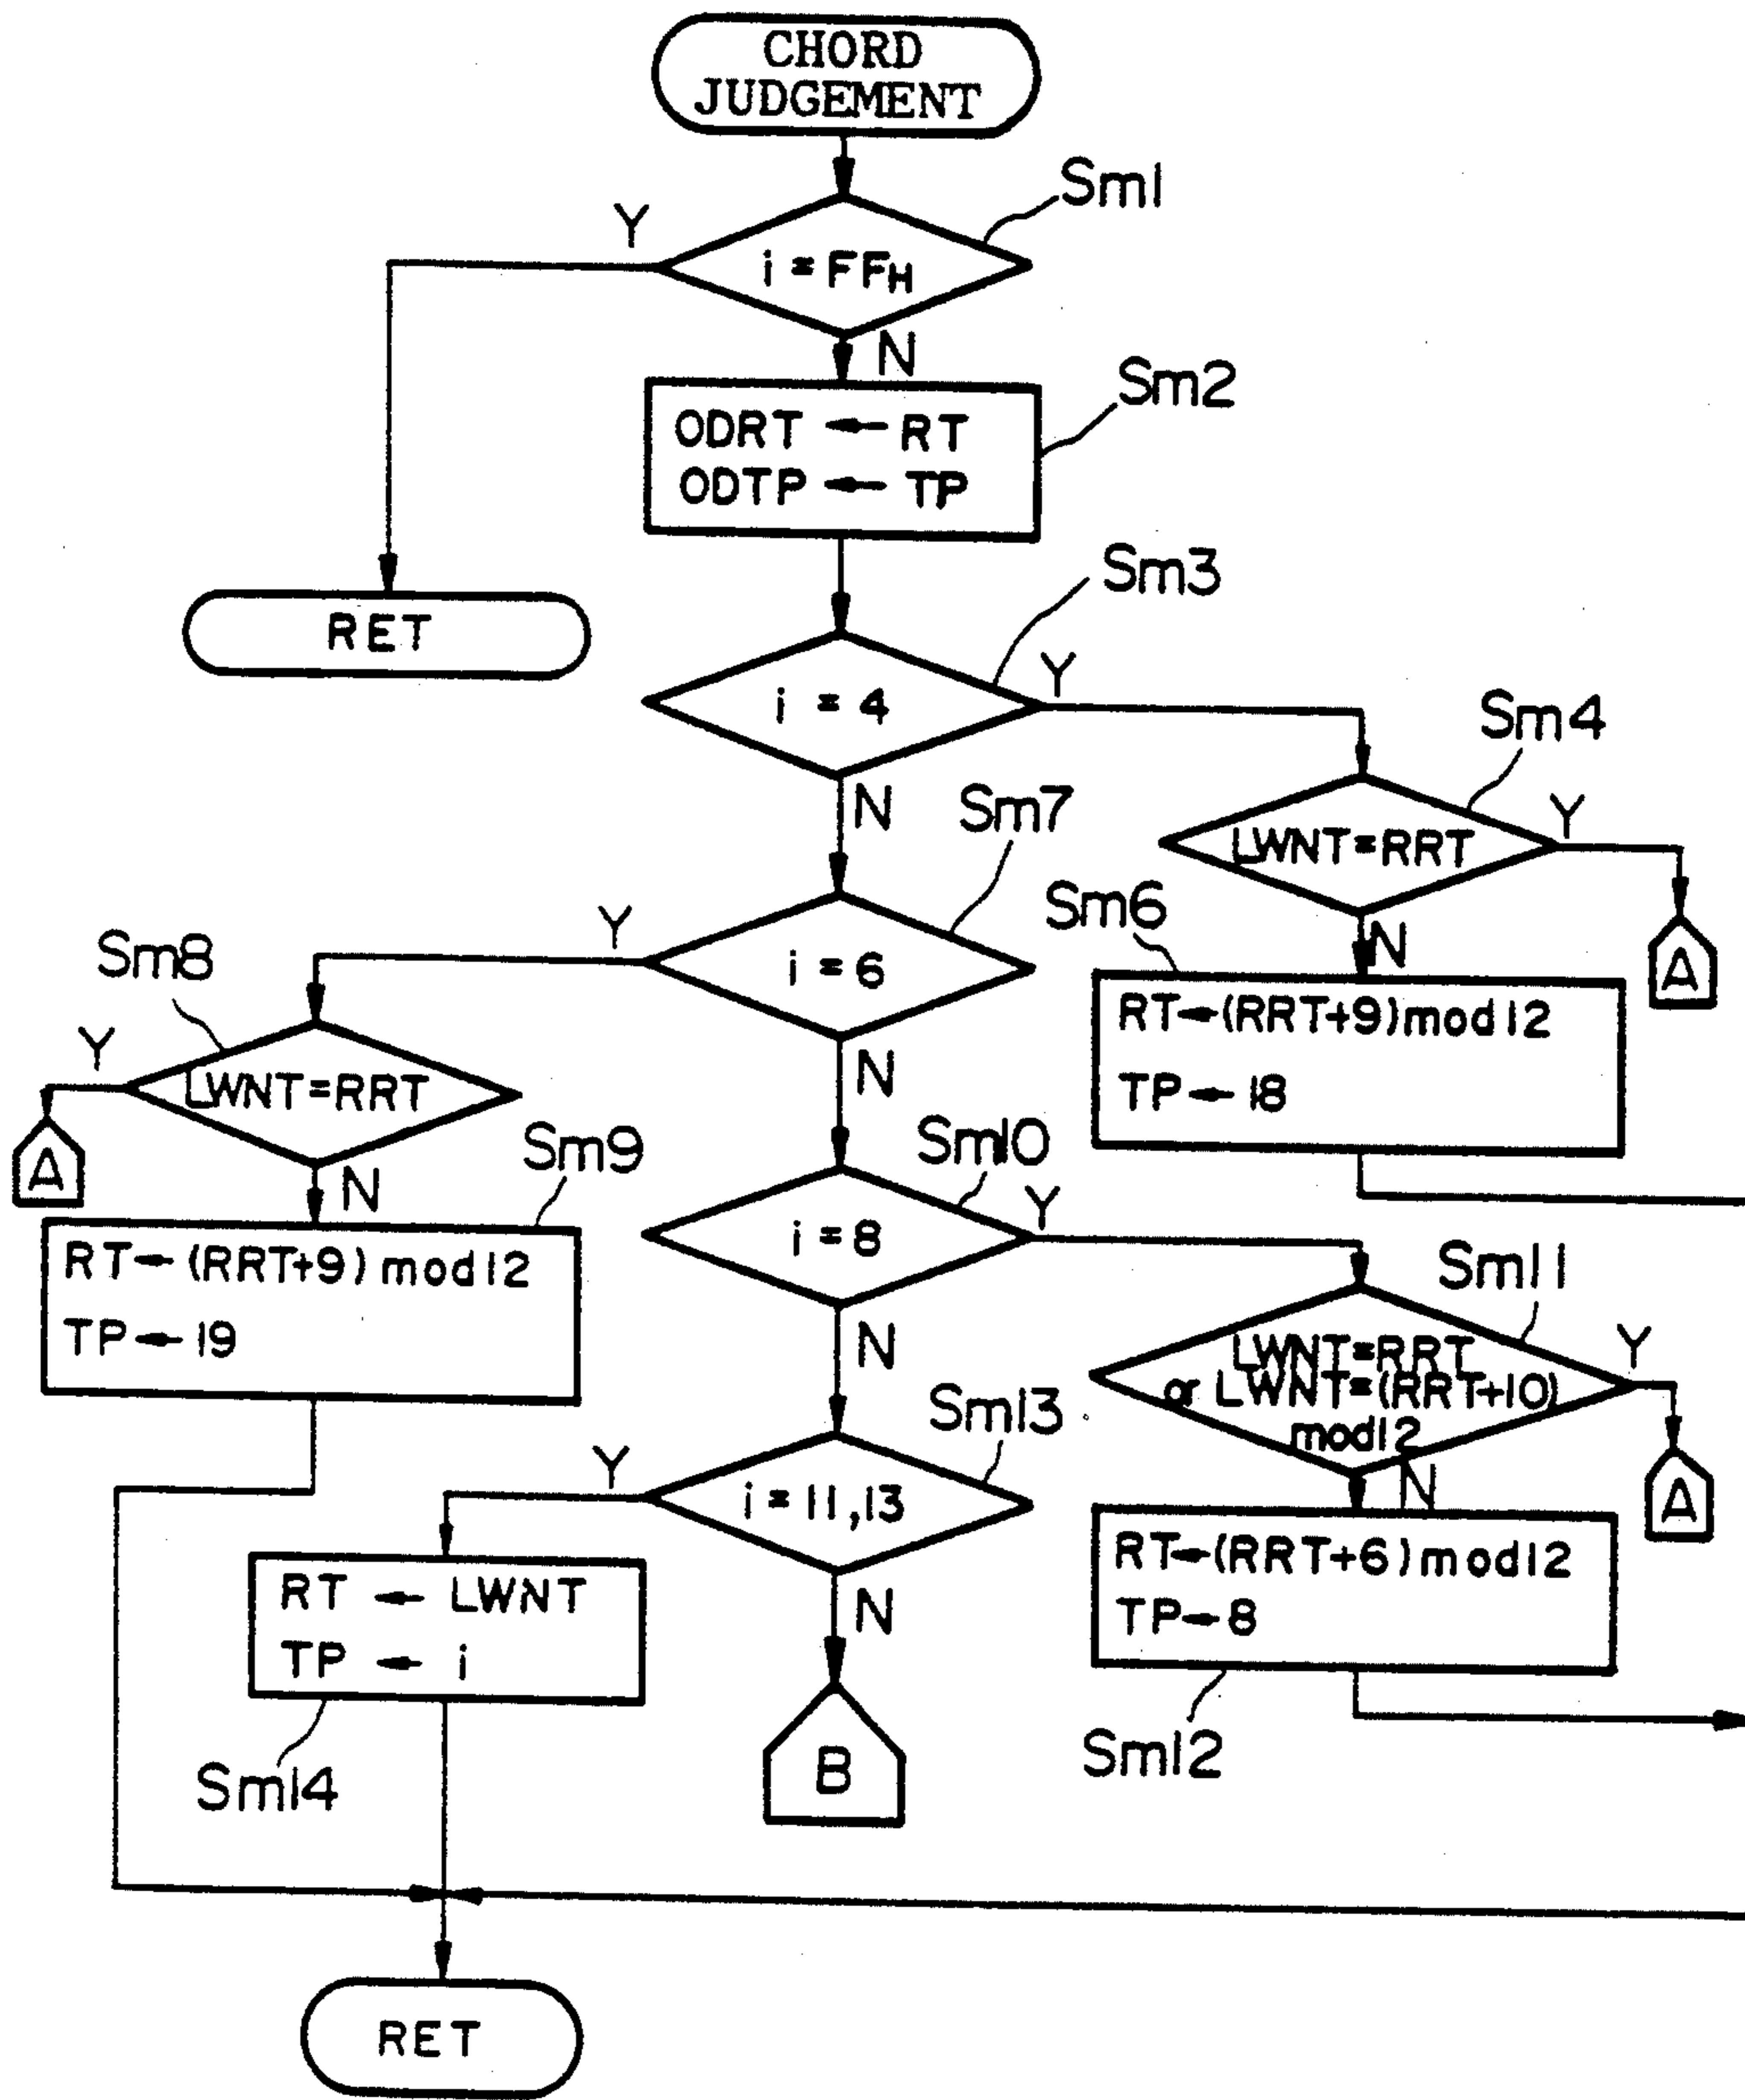 CHORD
JUDGEMENT
Sm1
Y
i = FFH
N
Sm2
ODRT ← RT
ODTP ← TP
Sm3
RET
Y
i = 4
Sm4
N
Sm7
Y
LWNT=RRT
Sm6
Y
N
A
Sm8
i = 6
RT←(RRT+9)mod12
TP←18
Y
N
LWNT=RRT
A
Sm9
Sm10
N
Y
i = 8
RT←(RRT+9) mod12
TP←19
Sm11
N
LWNT=RRT
or LWNT=(RRT+10)
mod12
Y
Sm13
Y
N
A
i = 11,13
RT←(RRT+6)mod12
TP←8
RT ← LWNT
TP ← i
N
Sm12
Sm14
B
RET